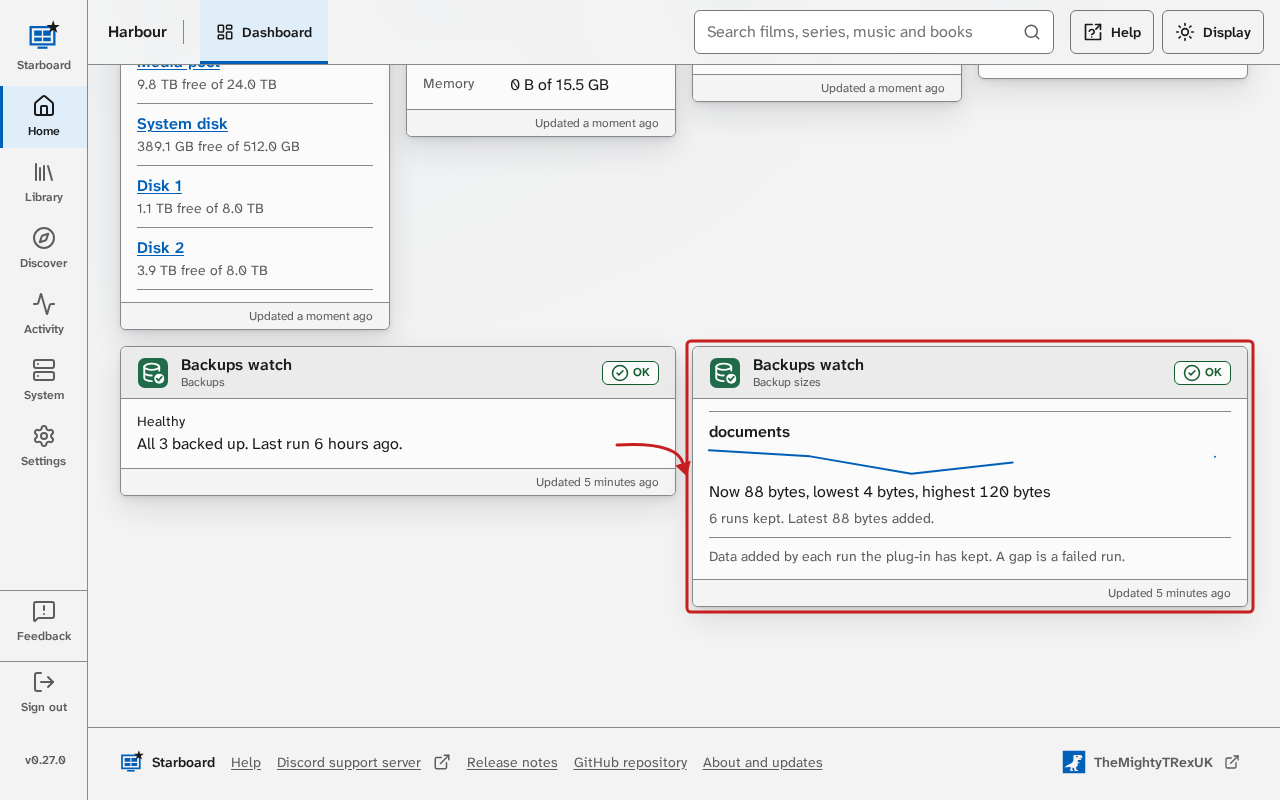 Starboard
Home
Library
Discover
Activity
System
Settings
Feedback
Sign out
v0.27.0
Harbour
Dashboard
Search films, series, music and books
Help
Display
9.8 TB free of 24.0 TB
System disk
389.1 GB free of 512.0 GB
Disk 1
1.1 TB free of 8.0 TB
Disk 2
3.9 TB free of 8.0 TB
Updated a moment ago
Memory 0 B of 15.5 GB
Updated a moment ago
Updated a moment ago
Backups watch
Backups
OK
Healthy
All 3 backed up. Last run 6 hours ago.
Updated 5 minutes ago
Backups watch
Backup sizes
OK
documents
Now 88 bytes, lowest 4 bytes, highest 120 bytes
6 runs kept. Latest 88 bytes added.
Data added by each run the plug-in has kept. A gap is a failed run.
Updated 5 minutes ago
Starboard Help Discord support server Release notes GitHub repository About and updates TheMightyTRexUK